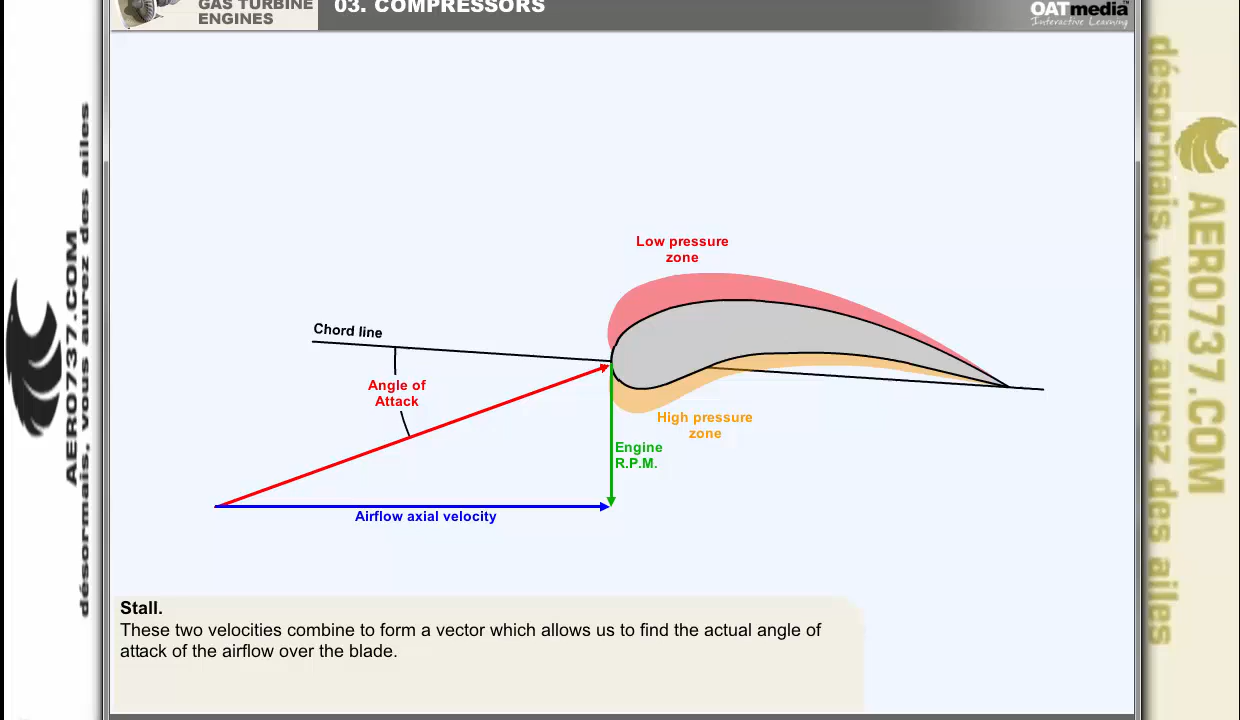 GAS TURBINE
ENGINES
03. COMPRESSORS
OATmedia™
Interactive Learning
Low pressure
zone
Chord line
Angle of
Attack
High pressure
zone
Engine
R.P.M.
Airflow axial velocity
Stall.
These two velocities combine to form a vector which allows us to find the actual angle of
attack of the airflow over the blade.
AERO737.COM
désormais, vous aurez des ailes
AERO737.COM
désormais, vous aurez des ailes